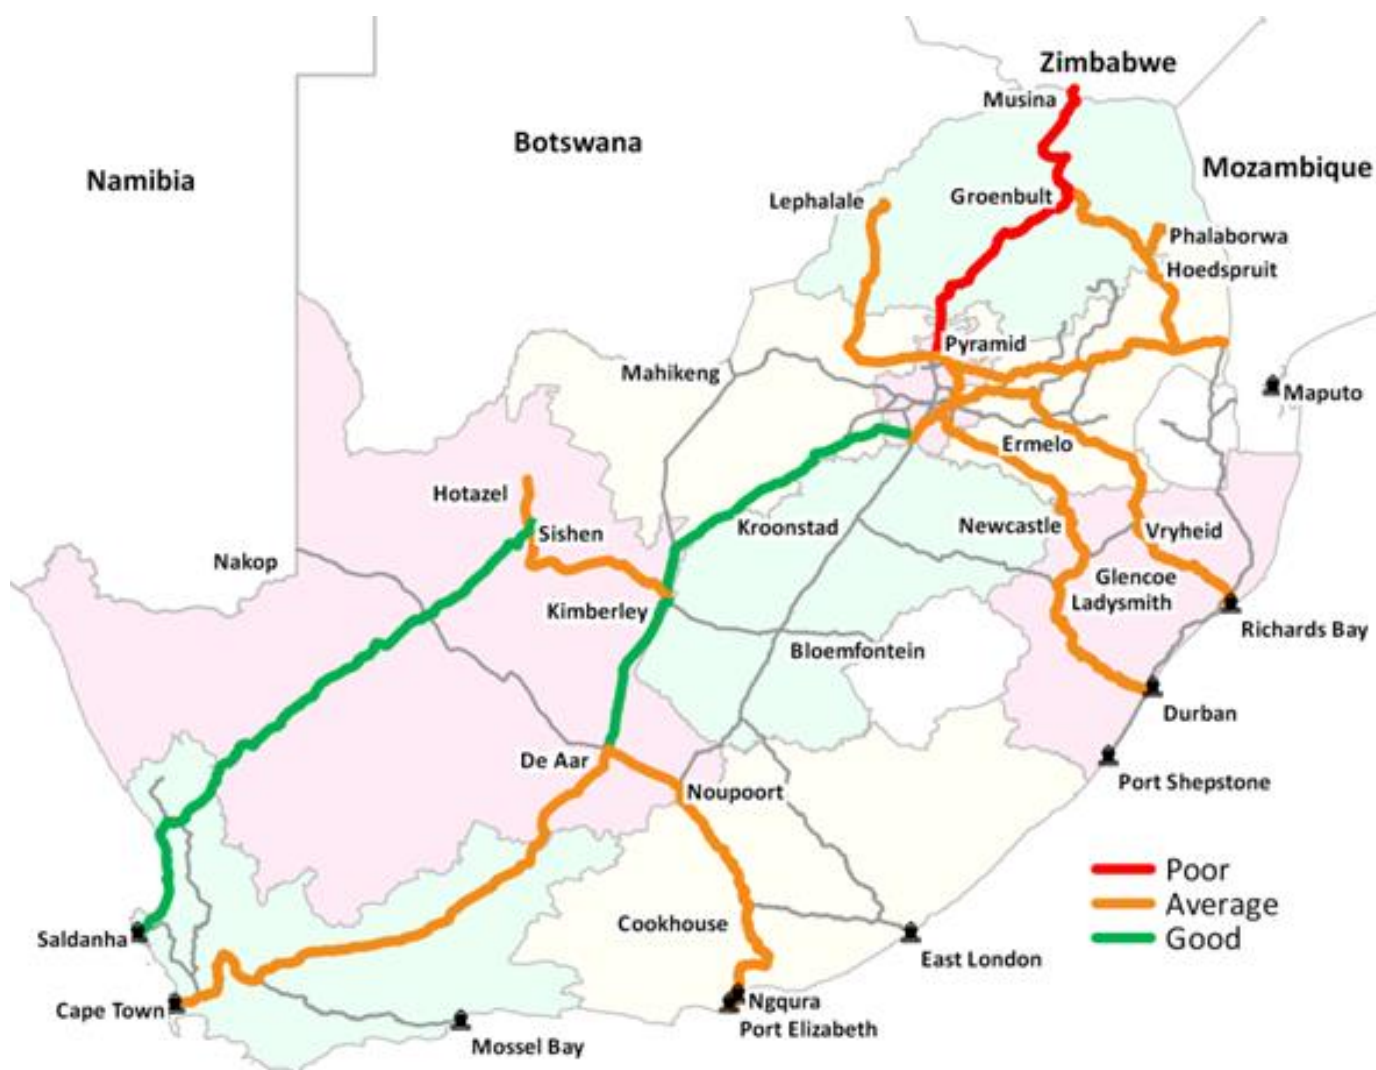 Zimbabwe
Musina
Botswana
Namibia
Mozambique
Lephalale
Groenbult
Phalaborwa
Hoedspruit
Pyramid
Mahikeng
Maputo
Ermelo
Hotazel
Sishen
Kroonstad
Newcastle
Vryheid
Nakop
Glencoe
Ladysmith
Kimberley
Richards Bay
Bloemfontein
Durban
De Aar
Port Shepstone
Noupoort
Poor
Average
Good
Cookhouse
Saldanha
East London
Cape Town
Ngqura
Port Elizabeth
Mossel Bay